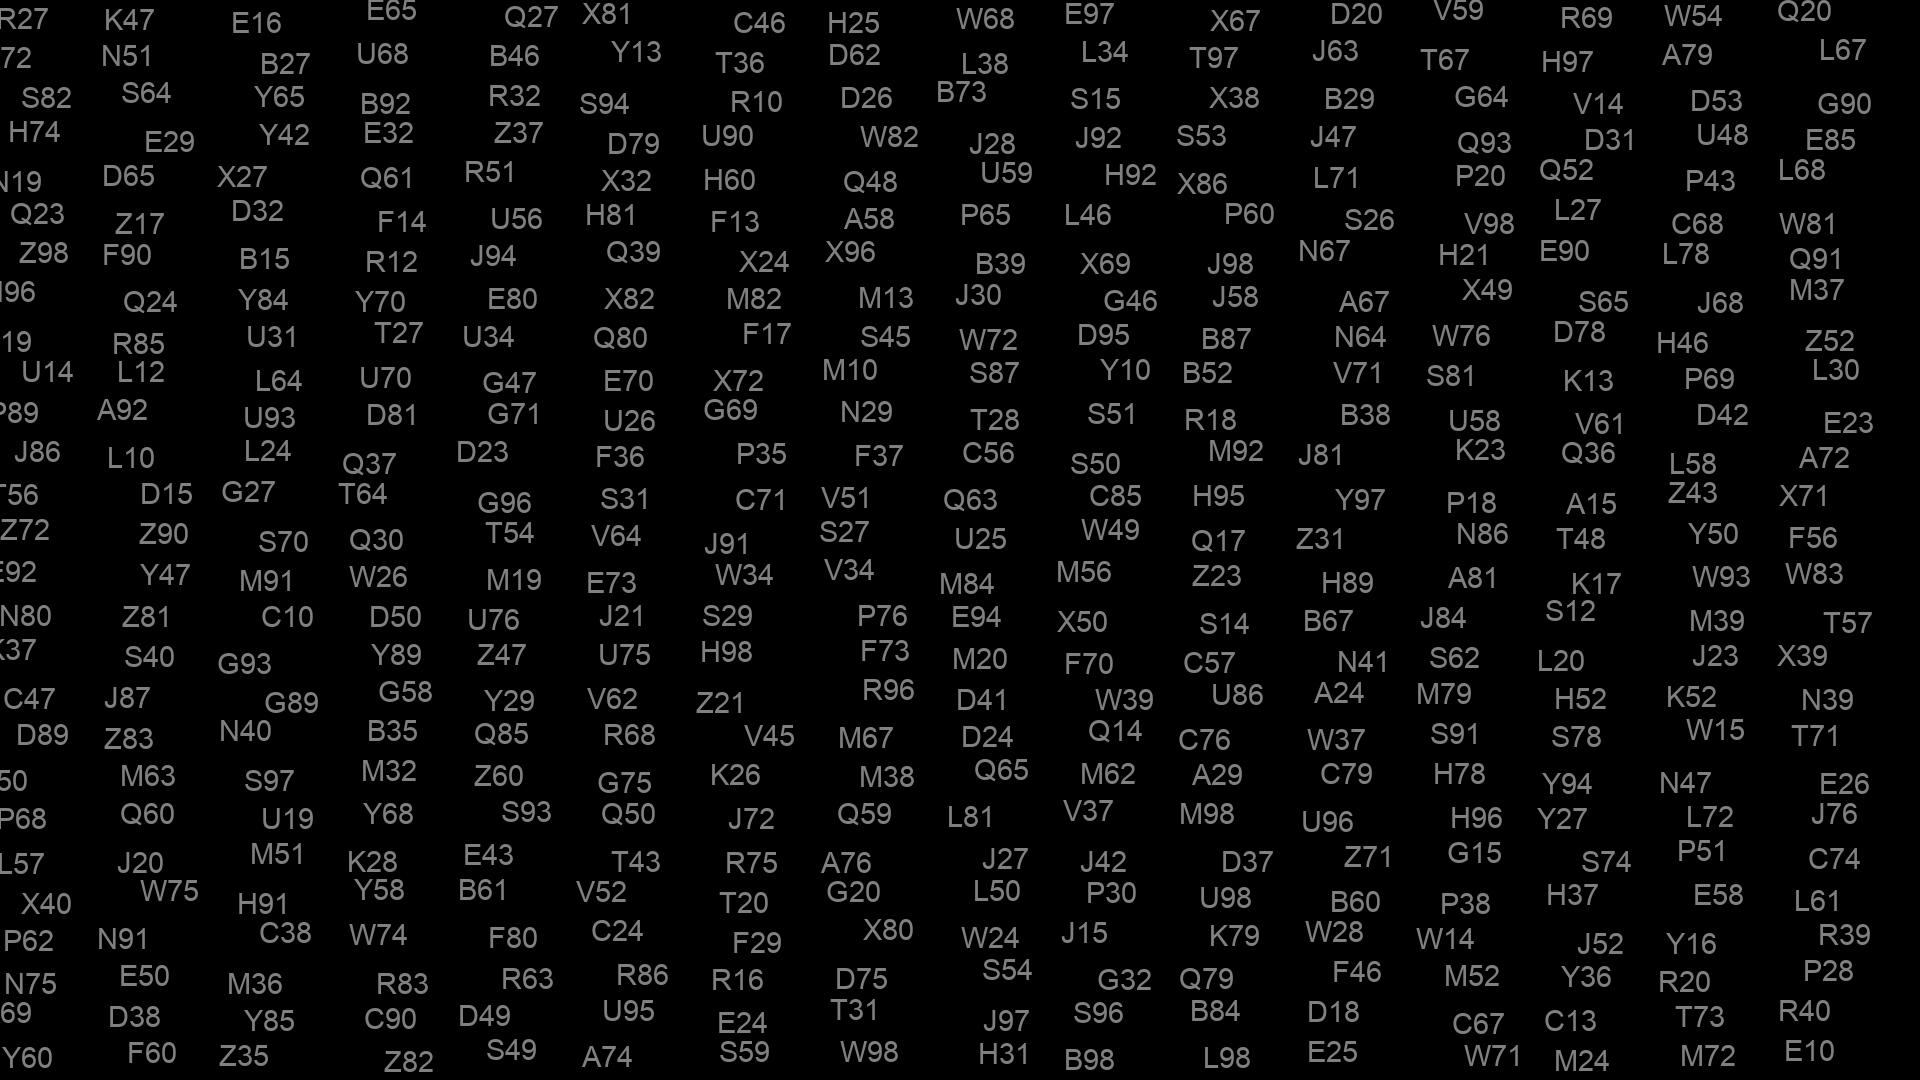 R27 K47 E16 E65 Q27 X81 C46 H25 W68 E97 X67 D20 V59 R69 W54 Q20
72 N51 B27 U68 B46 Y13 T36 D62 L38 L34 T97 J63 T67 H97 A79 L67
S82 S64 Y65 B92 R32 S94 R10 D26 B73 S15 X38 B29 G64 V14 D53 G90
H74 E29 Y42 E32 Z37 D79 U90 W82 J28 J92 S53 J47 Q93 D31 U48 E85
N19 D65 X27 Q61 R51 X32 H60 Q48 U59 H92 X86 L71 P20 Q52 P43 L68
Q23 Z17 D32 F14 U56 H81 F13 A58 P65 L46 P60 S26 V98 L27 C68 W81
Z98 F90 B15 R12 J94 Q39 X24 X96 B39 X69 J98 N67 H21 E90 L78 Q91
96 Q24 Y84 Y70 E80 X82 M82 M13 J30 G46 J58 A67 X49 S65 J68 M37
19 R85 U31 T27 U34 Q80 F17 S45 W72 D95 B87 N64 W76 D78 H46 Z52
U14 L12 L64 U70 G47 E70 X72 M10 S87 Y10 B52 V71 S81 K13 P69 L30
P89 A92 U93 D81 G71 U26 G69 N29 T28 S51 R18 B38 U58 V61 D42 E23
J86 L10 L24 Q37 D23 F36 P35 F37 C56 S50 M92 J81 K23 Q36 L58 A72
T56 D15 G27 T64 G96 S31 C71 V51 Q63 C85 H95 Y97 P18 A15 Z43 X71
Z72 Z90 S70 Q30 T54 V64 J91 S27 U25 W49 Q17 Z31 N86 T48 Y50 F56
E92 Y47 M91 W26 M19 E73 W34 V34 M84 M56 Z23 H89 A81 K17 W93 W83
N80 Z81 C10 D50 U76 J21 S29 P76 E94 X50 S14 B67 J84 S12 M39 T57
K37 S40 G93 Y89 Z47 U75 H98 F73 M20 F70 C57 N41 S62 L20 J23 X39
C47 J87 G89 G58 Y29 V62 Z21 R96 D41 W39 U86 A24 M79 H52 K52 N39
D89 Z83 N40 B35 Q85 R68 V45 M67 D24 Q14 C76 W37 S91 S78 W15 T71
50 M63 S97 M32 Z60 G75 K26 M38 Q65 M62 A29 C79 H78 Y94 N47 E26
P68 Q60 U19 Y68 S93 Q50 J72 Q59 L81 V37 M98 U96 H96 Y27 L72 J76
L57 J20 M51 K28 E43 T43 R75 A76 J27 J42 D37 Z71 G15 S74 P51 C74
X40 W75 H91 Y58 B61 V52 T20 G20 L50 P30 U98 B60 P38 H37 E58 L61
P62 N91 C38 W74 F80 C24 F29 X80 W24 J15 K79 W28 W14 J52 Y16 R39
N75 E50 M36 R83 R63 R86 R16 D75 S54 G32 Q79 F46 M52 Y36 R20 P28
69 D38 Y85 C90 D49 U95 E24 T31 J97 S96 B84 D18 C67 C13 T73 R40
Y60 F60 Z35 Z82 S49 A74 S59 W98 H31 B98 L98 E25 W71 M24 M72 E10